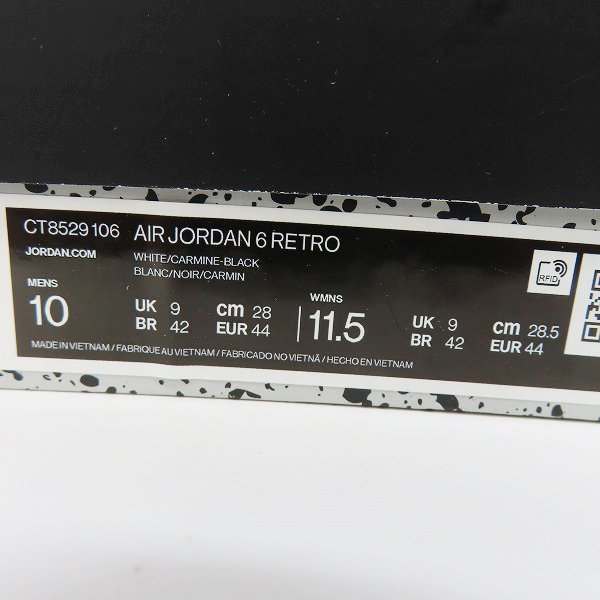 CT8529 106 AIR JORDAN 6 RETRO
JORDAN.COM WHITE/CARMINE-BLACK
BLANC/NOIR/CARMIN
RFID
MENS
10
UK 9 cm 28
BR 42 EUR 44
WMNS
11.5
UK 9 cm 28.5
BR 42 EUR 44
MADE IN VIETNAM / FABRIQUE AU VIETNAM / FABRICADO NO VIETNÃ / HECHO EN VIETNAM